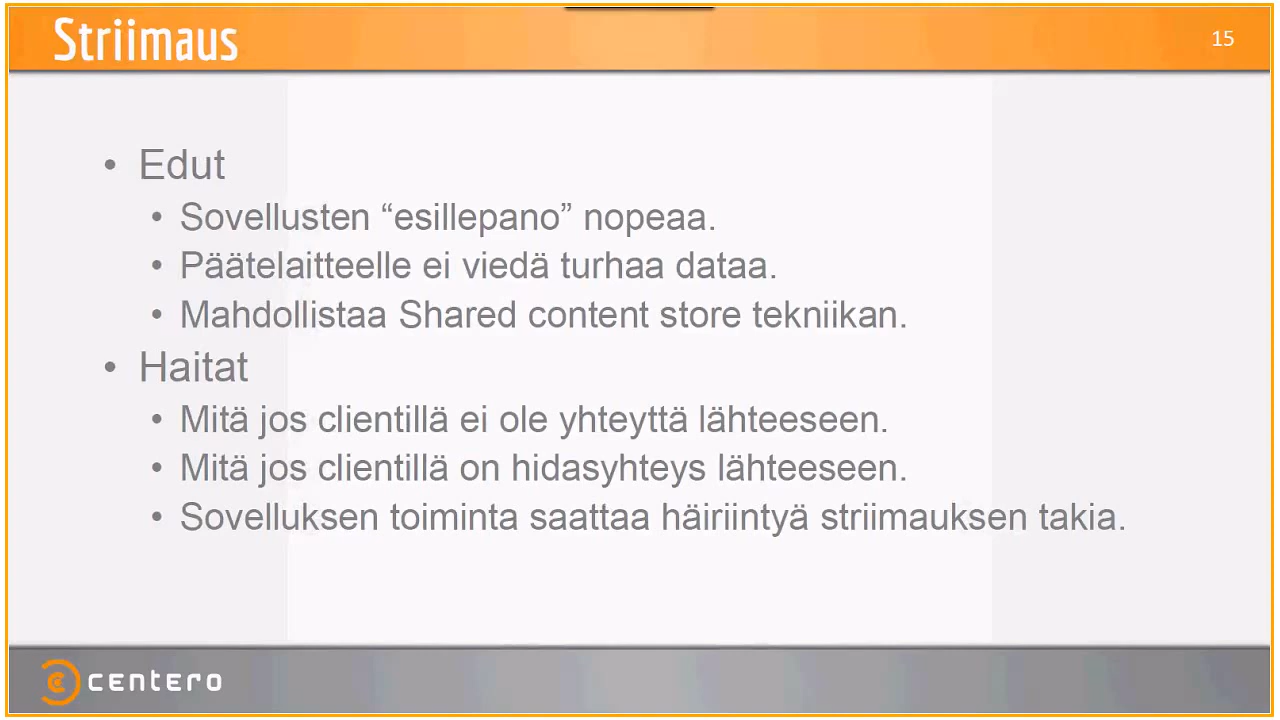 Striimaus
15
• Edut
• Sovellusten “esillepano” nopeaa.
• Päätelaitteelle ei viedä turhaa dataa.
• Mahdollistaa Shared content store tekniikan.
• Haitat
• Mitä jos clientillä ei ole yhteyttä lähteeseen.
• Mitä jos clientillä on hidasyhteys lähteeseen.
• Sovelluksen toiminta saattaa häiriintyä striimauksen takia.
centero